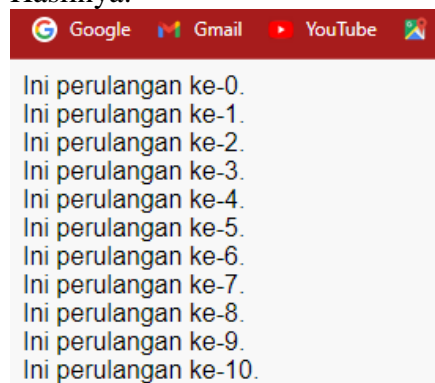 Hasilnya:
Google Gmail YouTube
Ini perulangan ke-0.
Ini perulangan ke-1.
Ini perulangan ke-2.
Ini perulangan ke-3.
Ini perulangan ke-4.
Ini perulangan ke-5.
Ini perulangan ke-6.
Ini perulangan ke-7.
Ini perulangan ke-8.
Ini perulangan ke-9.
Ini perulangan ke-10.